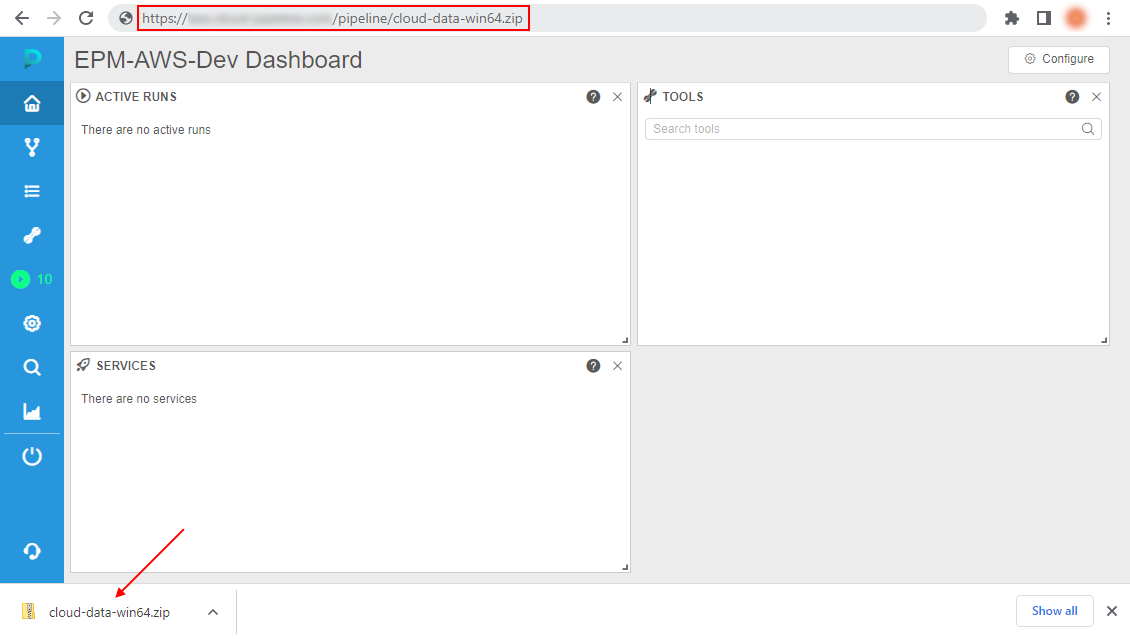 https:// /pipeline/cloud-data-win64.zip
EPM-AWS-Dev Dashboard
Configure
ACTIVE RUNS
There are no active runs
TOOLS
Search tools
10
SERVICES
There are no services
cloud-data-win64.zip
Show all